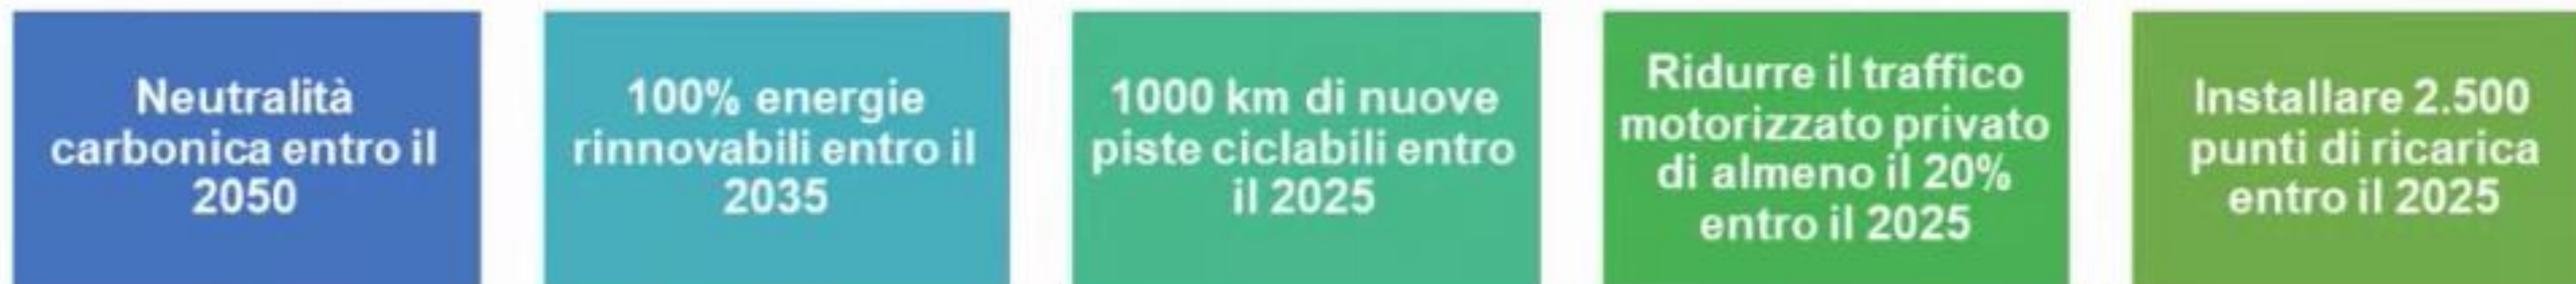 Neutralità
carbonica entro il
2050
100% energie
rinnovabili entro il
2035
1000 km di nuove
piste ciclabili entro
il 2025
Ridurre il traffico
motorizzato privato
di almeno il 20%
entro il 2025
Installare 2.500
punti di ricarica
entro il 2025